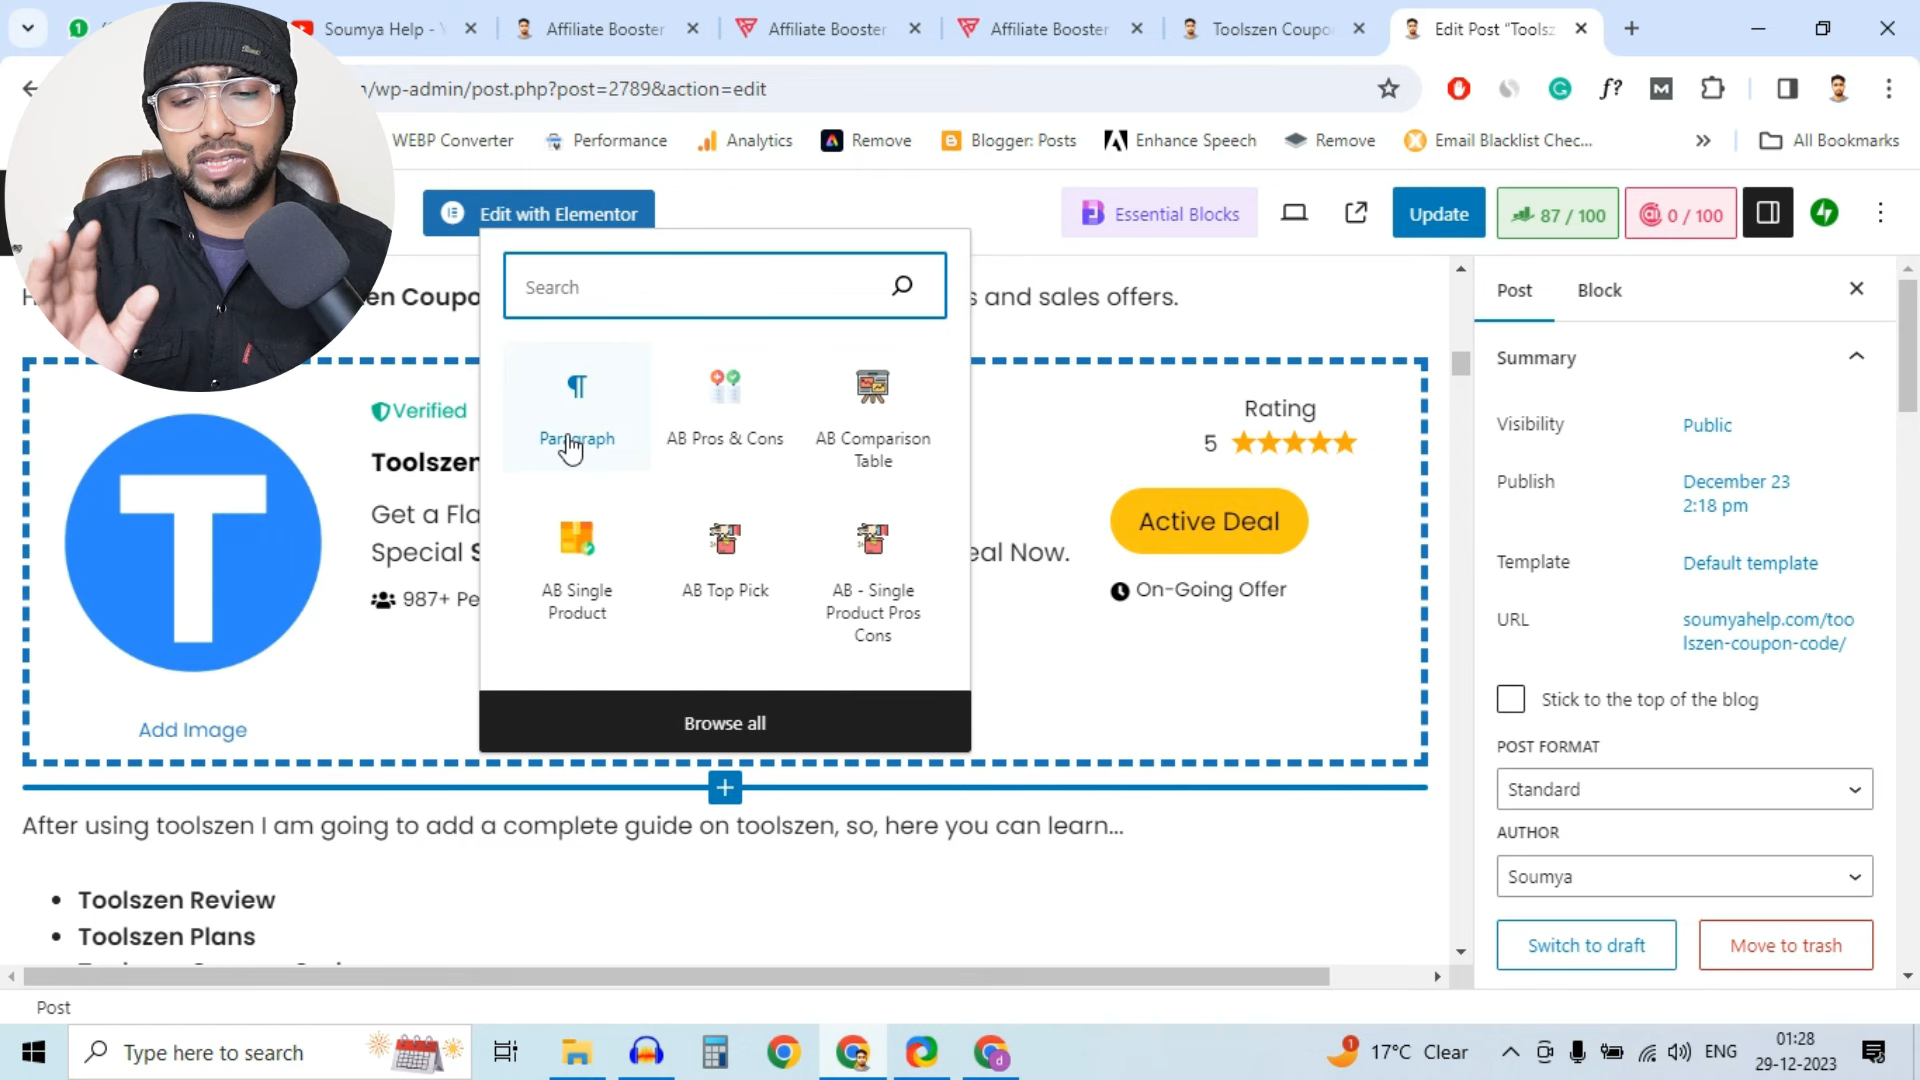 Soumya Help - Y
Affiliate Booster
Affiliate Booster
Affiliate Booster
Toolszen Coupo
Edit Post "Toolsz
/wp-admin/post.php?post=2789&action=edit
WEBP Converter
Performance
Analytics
Remove
Blogger: Posts
Enhance Speech
Remove
Email Blacklist Chec...
All Bookmarks
Edit with Elementor
Essential Blocks
Update
87 / 100
0 / 100
en Coupo
s and sales offers.
Search
Post
Block
Summary
Verified
Paragraph
AB Pros & Cons
AB Comparison
Table
Rating
5
Visibility
Public
Toolszen
Publish
December 23
2:18 pm
Get a Fla
Active Deal
Special S
eal Now.
Template
Default template
987+ Pe
AB Single
Product
AB Top Pick
AB - Single
Product Pros
Cons
On-Going Offer
URL
soumyahelp.com/too
lszen-coupon-code/
Stick to the top of the blog
Add Image
Browse all
POST FORMAT
Standard
After using toolszen I am going to add a complete guide on toolszen, so, here you can learn...
AUTHOR
Soumya
Toolszen Review
Toolszen Plans
Switch to draft
Move to trash
Post
Type here to search
1
17°C Clear
ENG
01:28
29-12-2023